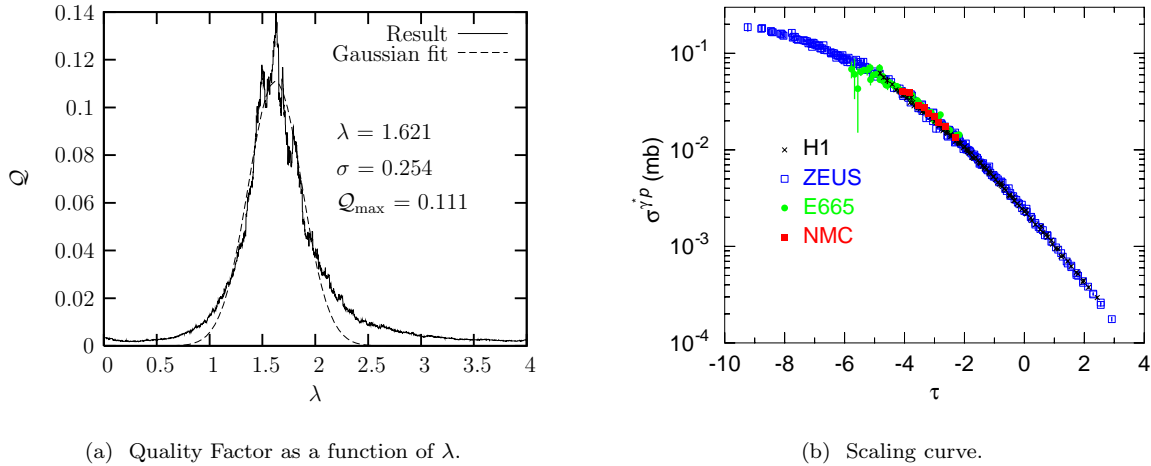 0.14
0.12
0.1
0.08
0.06
0.04
0.02
0
0 0.5 1 1.5 2 2.5 3 3.5 4
𝒬
λ
Result
Gaussian fit
λ = 1.621
σ = 0.254
𝒬max = 0.111
(a) Quality Factor as a function of λ.
10⁻¹
10⁻²
10⁻³
10⁻⁴
-10 -8 -6 -4 -2 0 2 4
σ^γ*p (mb)
τ
H1
ZEUS
E665
NMC
(b) Scaling curve.